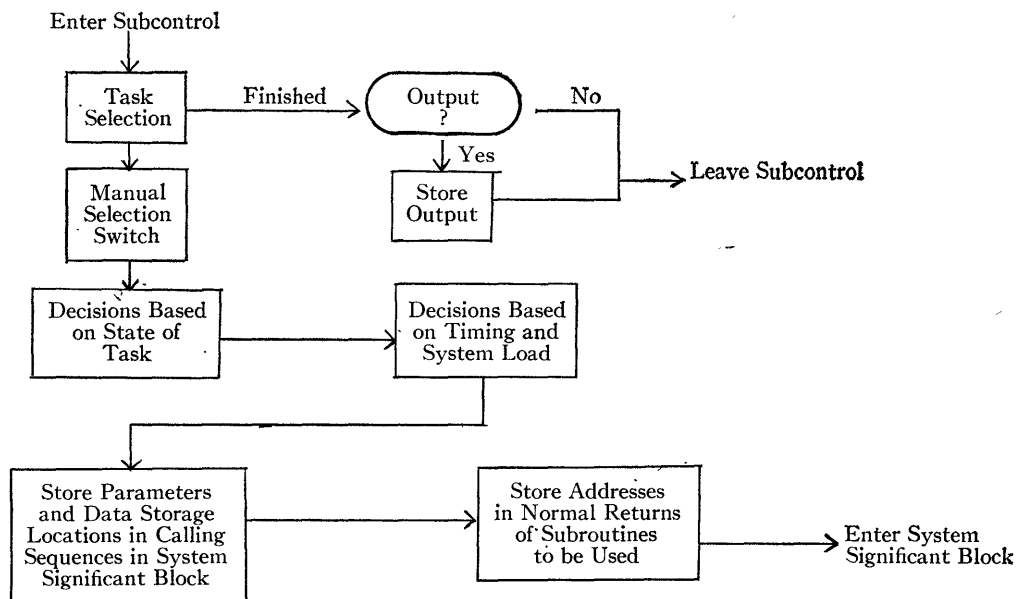 Enter Subcontrol
Task
Selection
Finished
Output
?
No
Yes
Store
Output
Leave Subcontrol
Manual
Selection
Switch
Decisions Based
on State of
Task
Decisions Based
on Timing and
System Load
Store Parameters
and Data Storage
Locations in Calling
Sequences in System
Significant Block
Store Addresses
in Normal Returns
of Subroutines
to be Used
Enter System
Significant Block